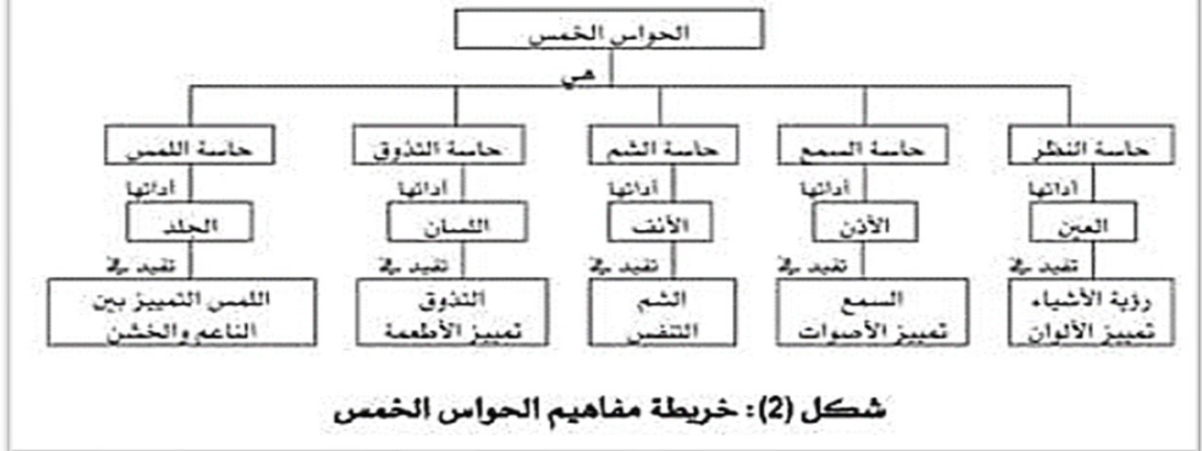 الحواس الخمس
هي
حاسة النظر
حاسة السمع
حاسة الشم
حاسة التذوق
حاسة اللمس
أداتها
أداتها
أداتها
أداتها
أداتها
العين
الأذن
الأنف
اللسان
الجلد
تفيد في
تفيد في
تفيد في
تفيد في
تفيد في
رؤية الأشياء
تمييز الألوان
السمع
تمييز الأصوات
الشم
التنفس
التذوق
تمييز الأطعمة
اللمس التمييز بين
الناعم والخشن
شكل (2): خريطة مفاهيم الحواس الخمس